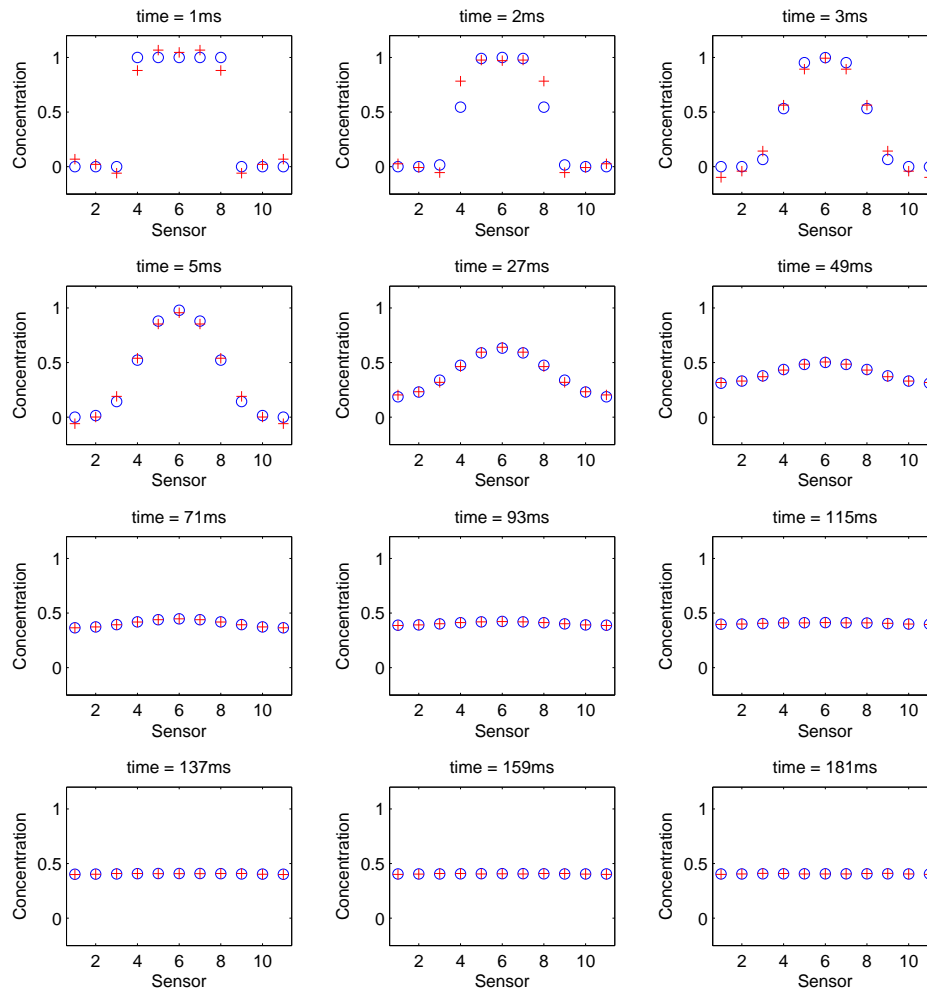 time = 1ms
Concentration
1
0.5
0
2 4 6 8 10
Sensor
time = 2ms
Concentration
1
0.5
0
2 4 6 8 10
Sensor
time = 3ms
Concentration
1
0.5
0
2 4 6 8 10
Sensor
time = 5ms
Concentration
1
0.5
0
2 4 6 8 10
Sensor
time = 27ms
Concentration
1
0.5
0
2 4 6 8 10
Sensor
time = 49ms
Concentration
1
0.5
0
2 4 6 8 10
Sensor
time = 71ms
Concentration
1
0.5
0
2 4 6 8 10
Sensor
time = 93ms
Concentration
1
0.5
0
2 4 6 8 10
Sensor
time = 115ms
Concentration
1
0.5
0
2 4 6 8 10
Sensor
time = 137ms
Concentration
1
0.5
0
2 4 6 8 10
Sensor
time = 159ms
Concentration
1
0.5
0
2 4 6 8 10
Sensor
time = 181ms
Concentration
1
0.5
0
2 4 6 8 10
Sensor